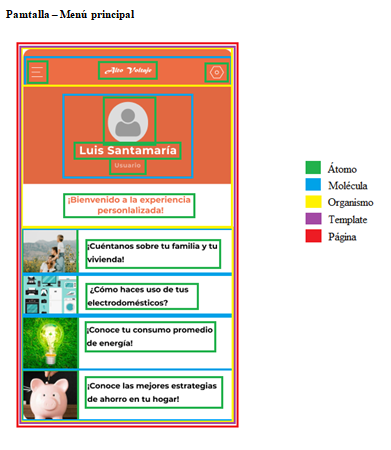 Pamtalla – Menú principal
Alto Voltaje
Luis Santamaría
Usuario
¡Bienvenido a la experiencia
personlalizada!
¡Cuéntanos sobre tu familia y tu
vivienda!
¿Cómo haces uso de tus
electrodomésticos?
¡Conoce tu consumo promedio
de energía!
¡Conoce las mejores estrategias
de ahorro en tu hogar!
Átomo
Molécula
Organismo
Template
Página